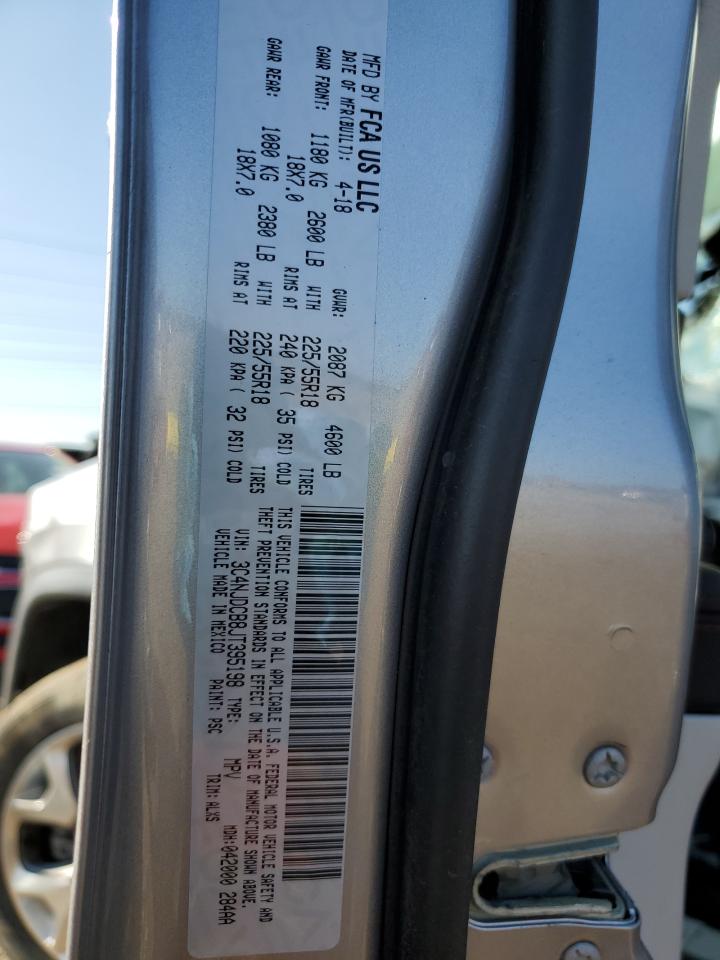 MFD BY FCA US LLC
DATE OF MFR(BUILT): 4-18 GVWR: 2087 KG 4600 LB
GAWR FRONT: 1180 KG 2600 LB WITH 225/55R18 TIRES
18X7.0 RIMS AT 240 KPA ( 35 PSI) COLD
GAWR REAR: 1080 KG 2380 LB WITH 225/55R18 TIRES
18X7.0 RIMS AT 220 KPA ( 32 PSI) COLD
THIS VEHICLE CONFORMS TO ALL APPLICABLE U.S.A. FEDERAL MOTOR VEHICLE SAFETY AND
THEFT PREVENTION STANDARDS IN EFFECT ON THE DATE OF MANUFACTURE SHOWN ABOVE.
VIN: 3C4NJDCB8JT395198 TYPE: MPV MDH:042000 284AA
VEHICLE MADE IN MEXICO PAINT: PSC TRIM: ALXS